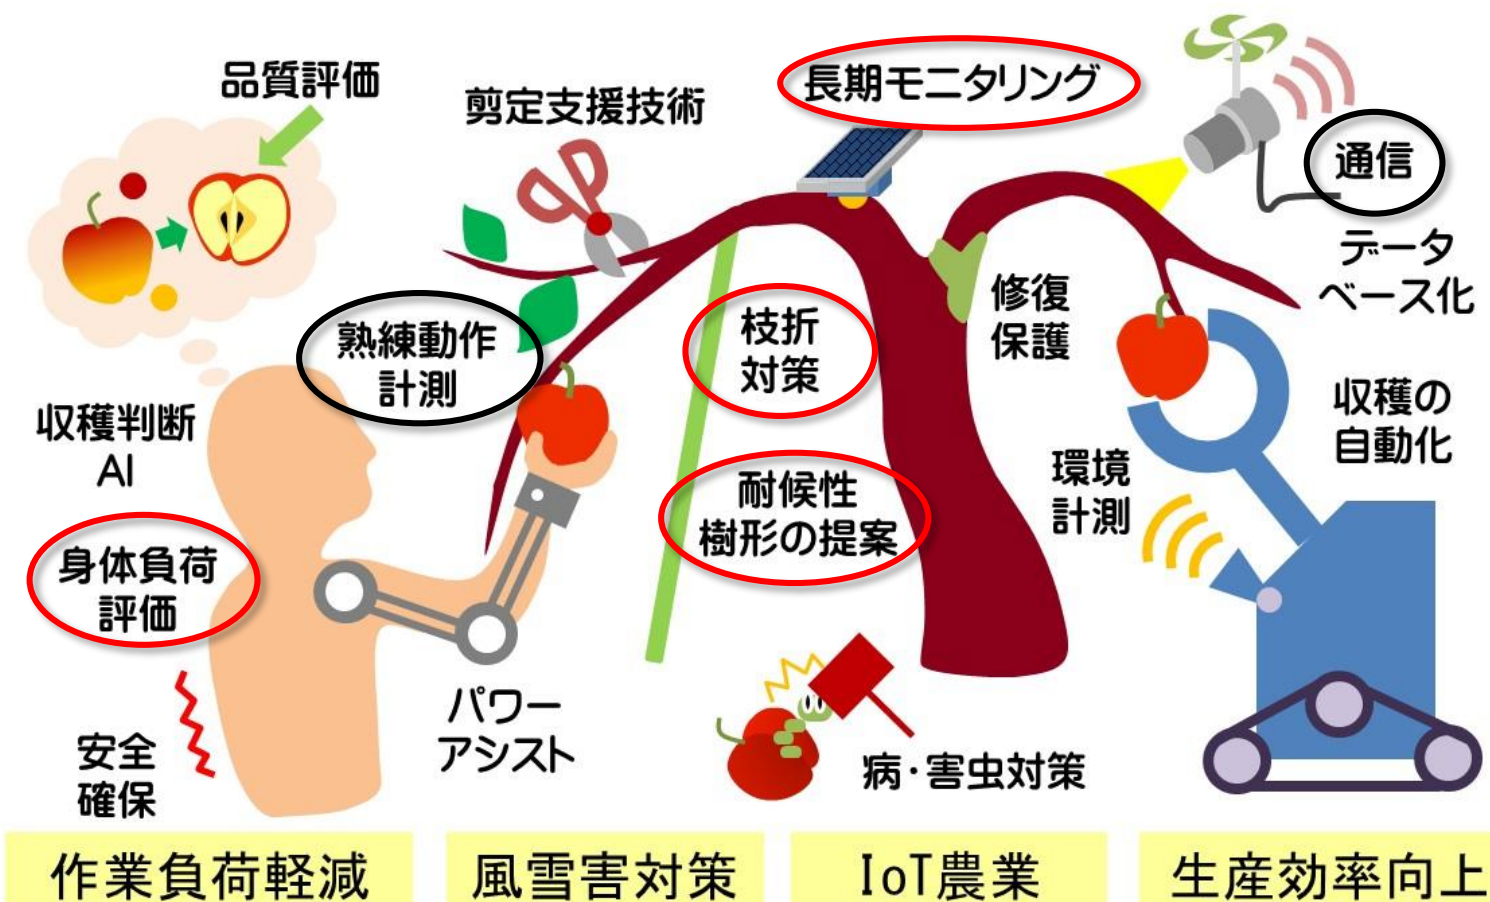 品質評価
剪定支援技術
長期モニタリング
通信
データ
ベース化
熟練動作
計測
枝折
対策
修復
保護
収穫判断
AI
収穫の
自動化
環境
計測
耐候性
樹形の提案
身体負荷
評価
パワー
アシスト
安全
確保
病・害虫対策
作業負荷軽減
風雪害対策
IoT農業
生産効率向上